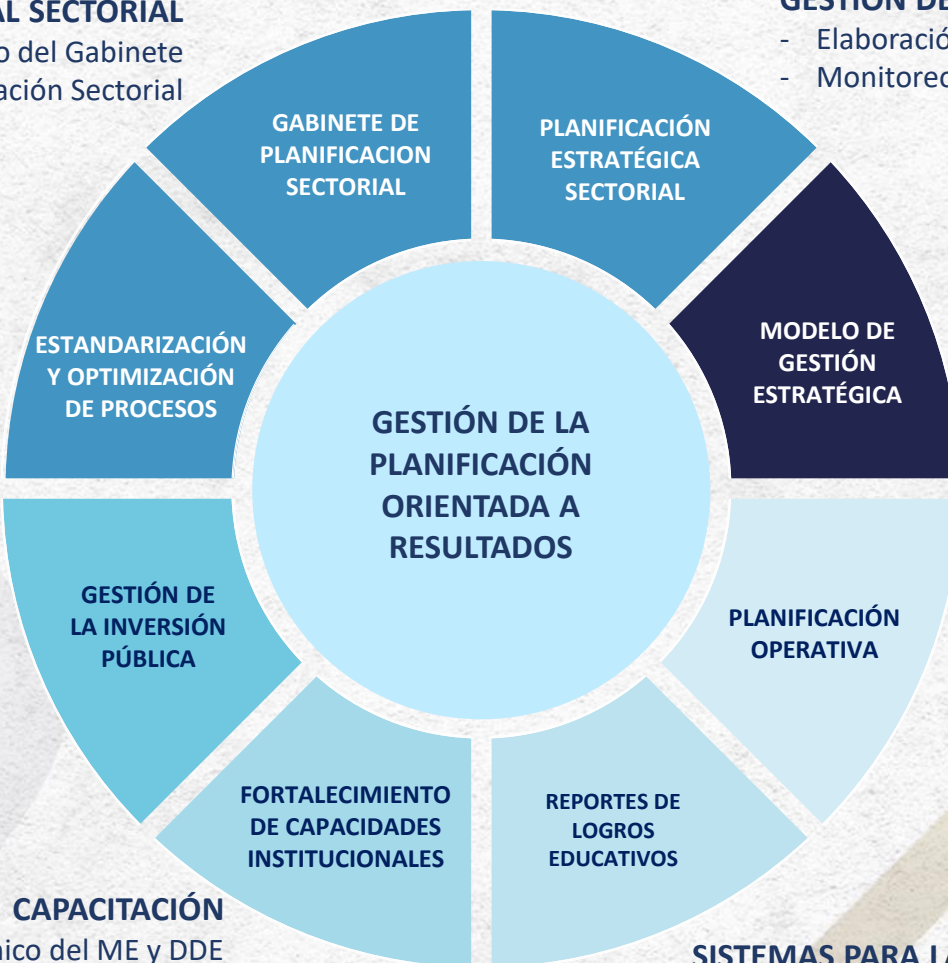 AL SECTORIAL
o del Gabinete
ación Sectorial
GESTIÓN DE
- Elaboració
- Monitoreo
GABINETE DE
PLANIFICACION
SECTORIAL
PLANIFICACIÓN
ESTRATÉGICA
SECTORIAL
ESTANDARIZACIÓN
Y OPTIMIZACIÓN
DE PROCESOS
MODELO DE
GESTIÓN
ESTRATÉGICA
GESTIÓN DE LA
PLANIFICACIÓN
ORIENTADA A
RESULTADOS
GESTIÓN DE
LA INVERSIÓN
PÚBLICA
PLANIFICACIÓN
OPERATIVA
FORTALECIMIENTO
DE CAPACIDADES
INSTITUCIONALES
REPORTES DE
LOGROS
EDUCATIVOS
CAPACITACIÓN
nico del ME y DDE
SISTEMAS PARA LA